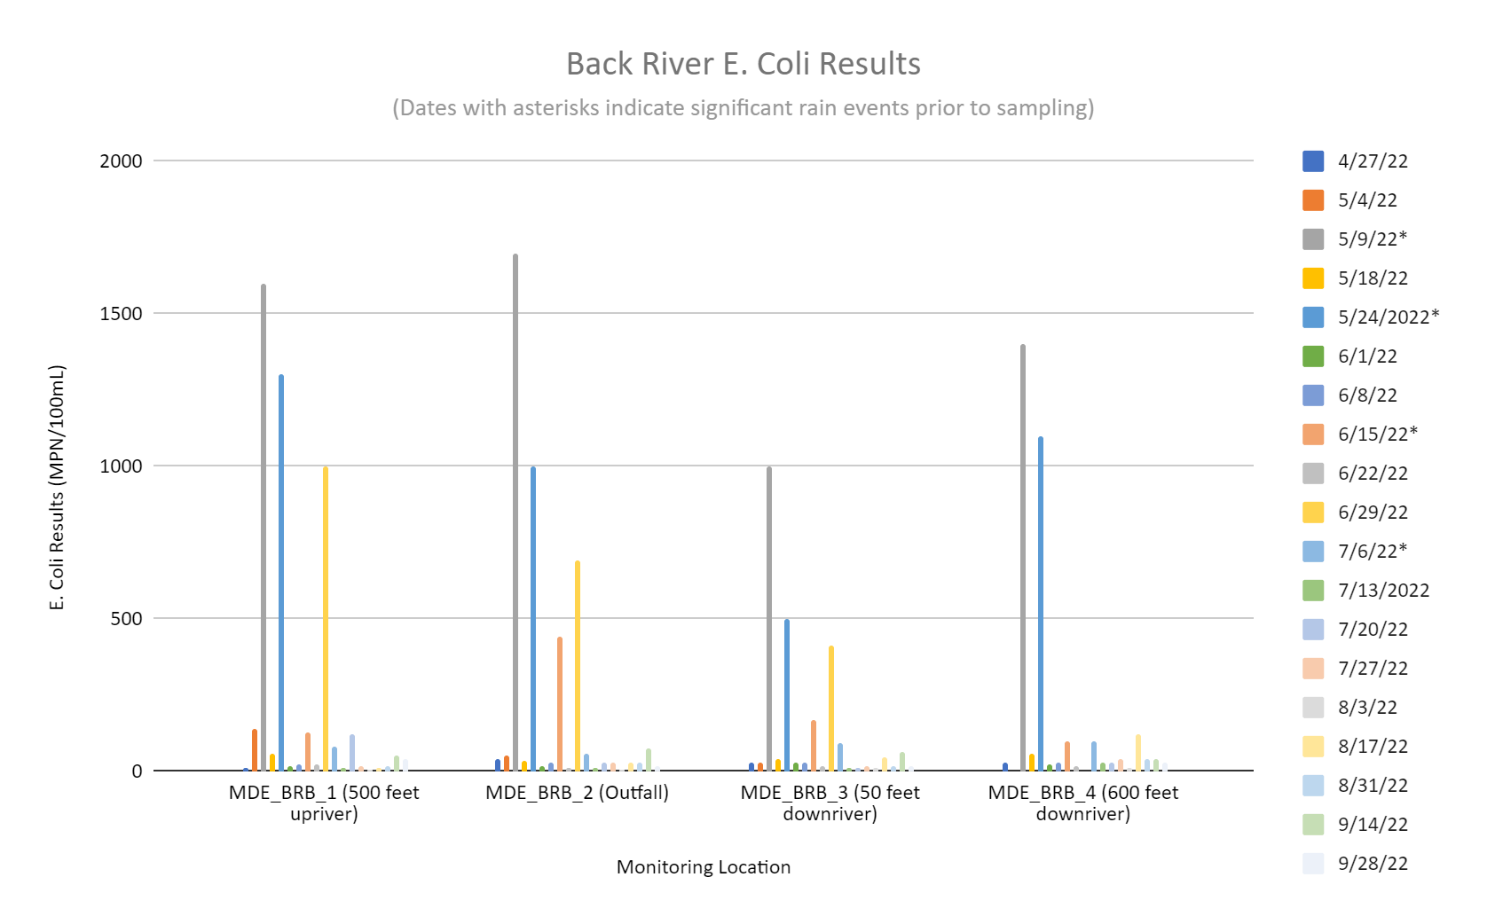 Back River E. Coli Results
(Dates with asterisks indicate significant rain events prior to sampling)
2000
1500
1000
500
0
E. Coli Results (MPN/100mL)
MDE_BRB_1 (500 feet
upriver)
MDE_BRB_2 (Outfall)
MDE_BRB_3 (50 feet
downriver)
MDE_BRB_4 (600 feet
downriver)
Monitoring Location
4/27/22
5/4/22
5/9/22*
5/18/22
5/24/2022*
6/1/22
6/8/22
6/15/22*
6/22/22
6/29/22
7/6/22*
7/13/2022
7/20/22
7/27/22
8/3/22
8/17/22
8/31/22
9/14/22
9/28/22